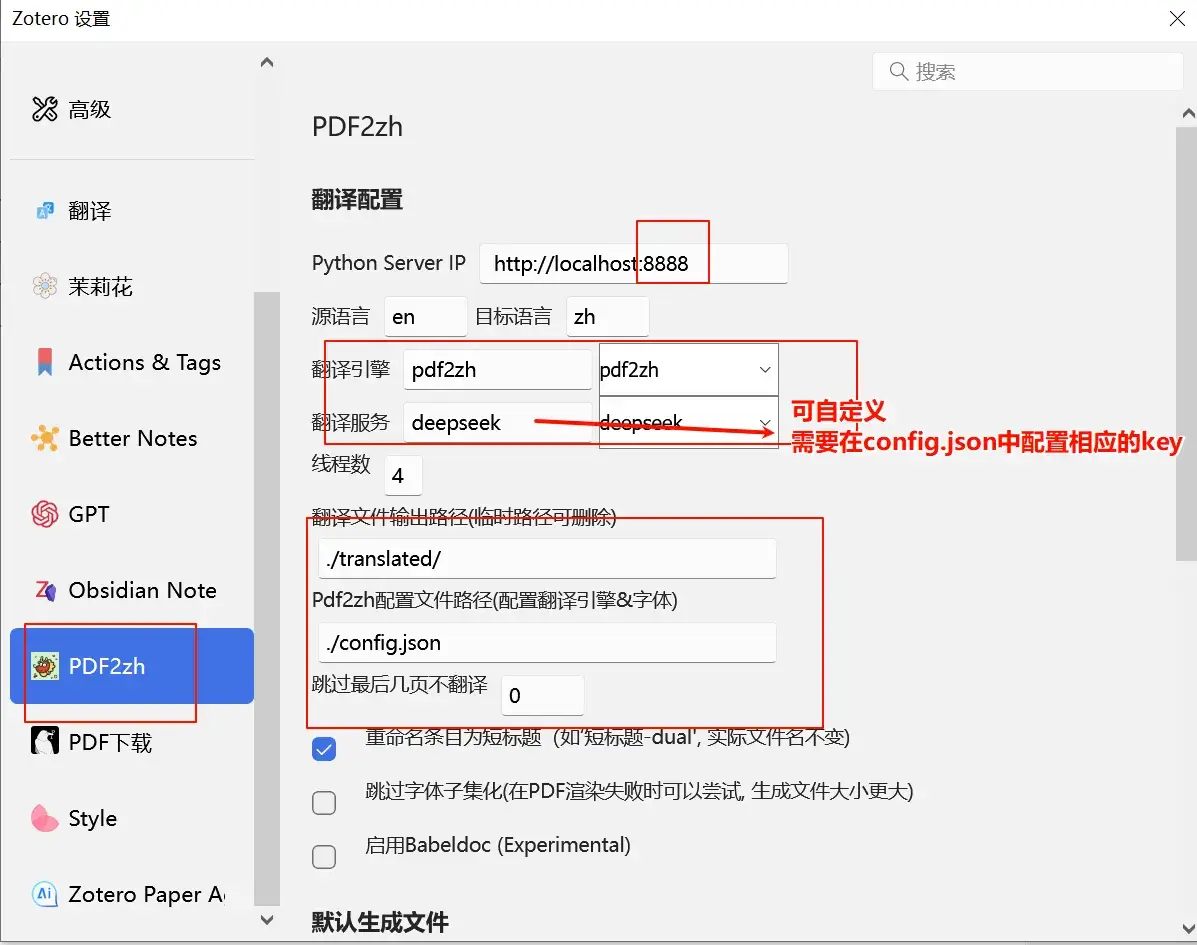 Zotero 设置
搜索
高级
翻译
茉莉花
Actions & Tags
Better Notes
GPT
Obsidian Note
PDF2zh
PDF下载
Style
Zotero Paper A
PDF2zh
翻译配置
Python Server IP http://localhost:8888
源语言 en 目标语言 zh
翻译引擎 pdf2zh pdf2zh
翻译服务 deepseek deepseek
可自定义
需要在config.json中配置相应的key
线程数 4
翻译文件输出路径(临时路径可删除)
./translated/
Pdf2zh配置文件路径(配置翻译引擎&字体)
./config.json
跳过最后几页不翻译 0
重命名条目为短标题 (如'短标题-dual', 实际文件名不变)
跳过字体子集化(在PDF渲染失败时可以尝试, 生成文件大小更大)
启用Babeldoc (Experimental)
默认生成文件